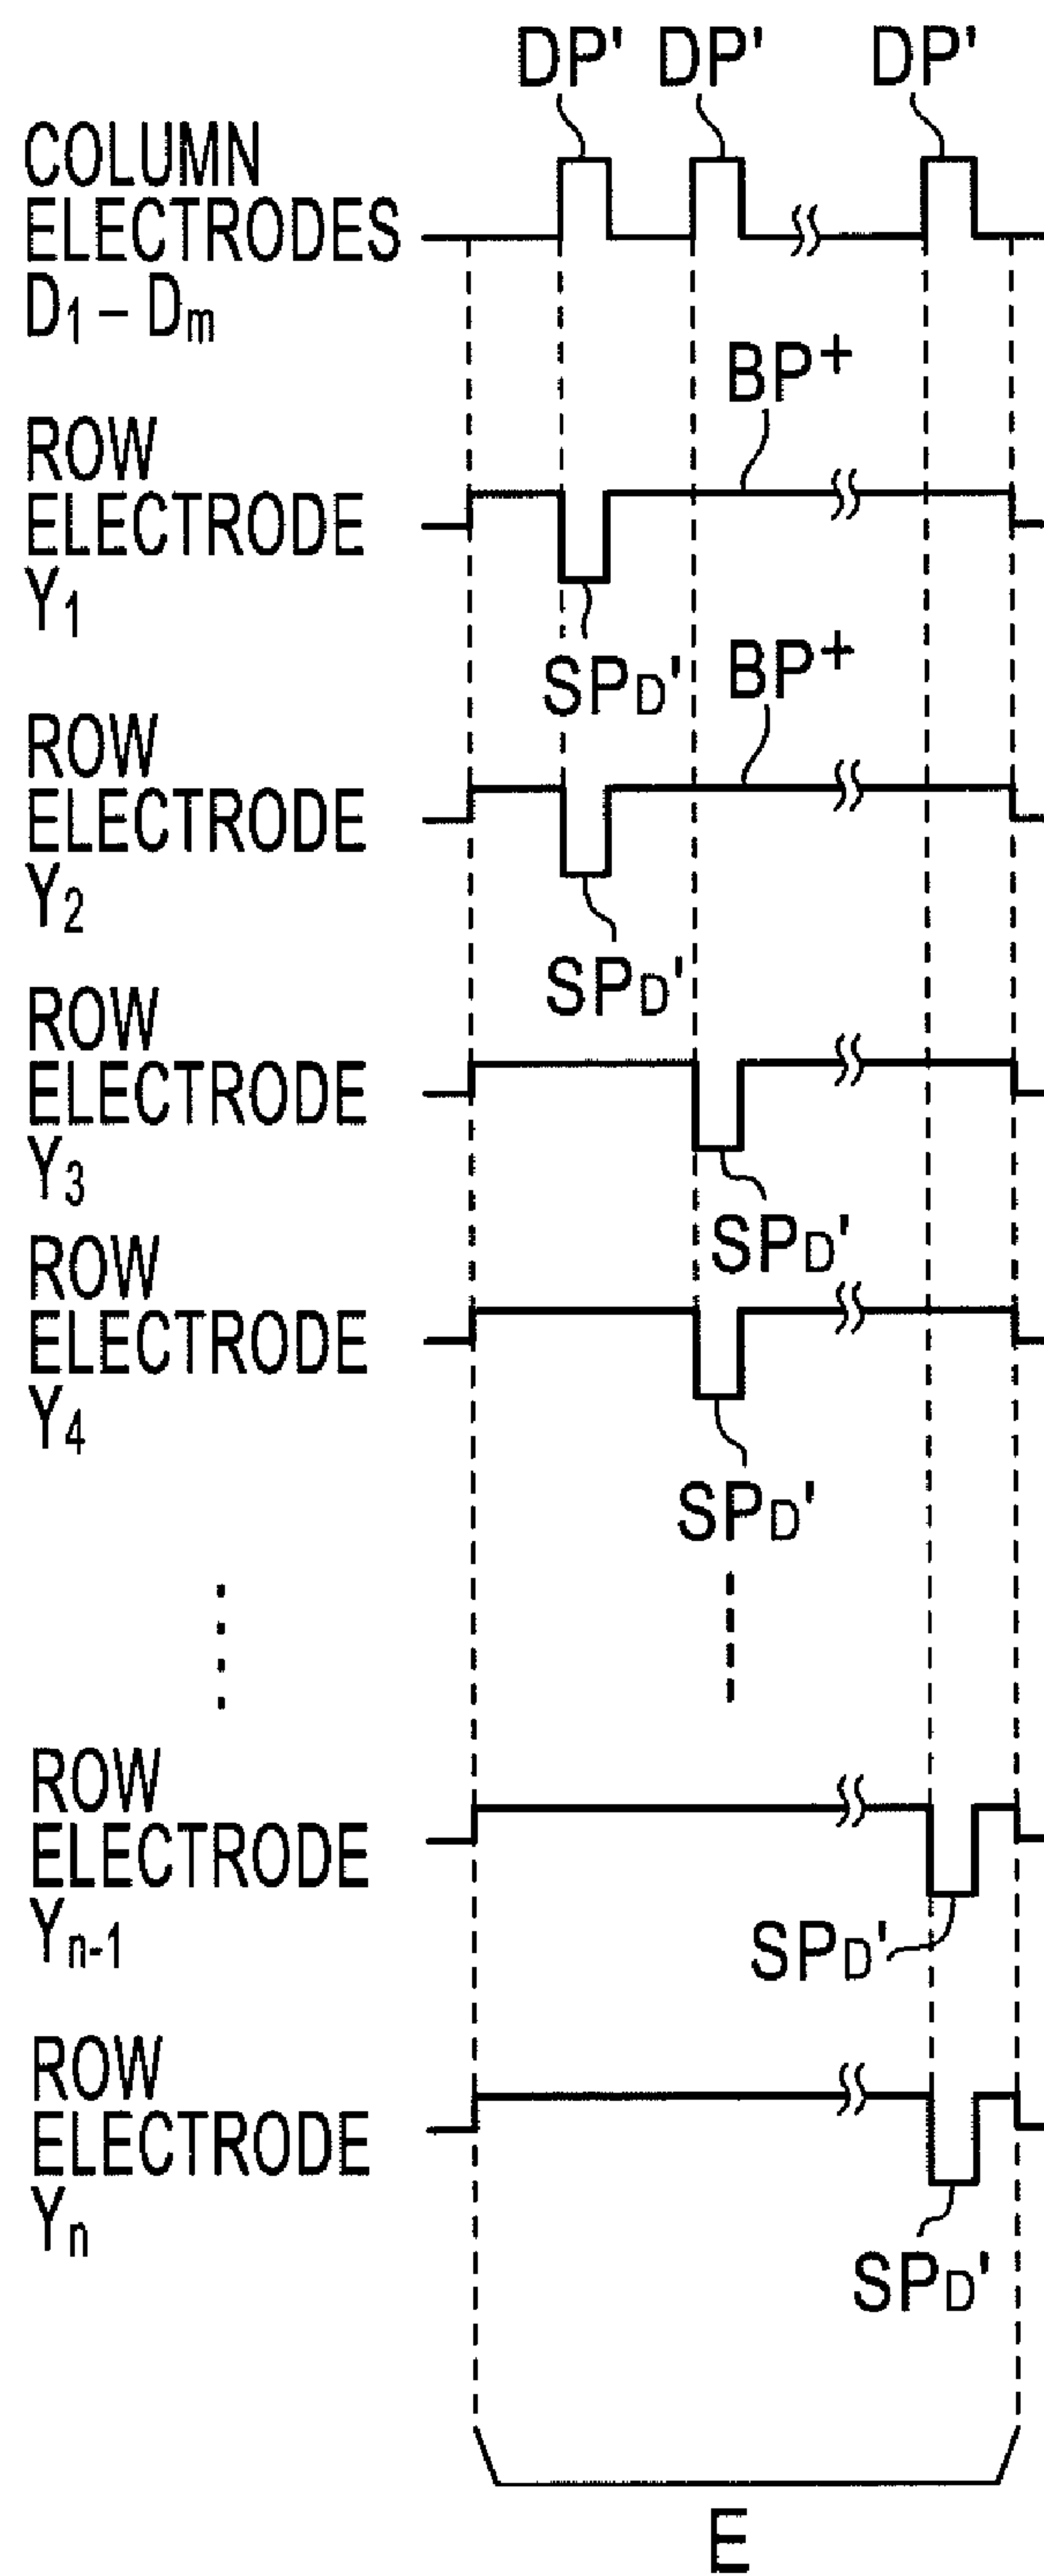 DP' DP' DP'
COLUMN
ELECTRODES
D1 – Dm
BP+
ROW
ELECTRODE
Y1
SPD'
BP+
ROW
ELECTRODE
Y2
SPD'
ROW
ELECTRODE
Y3
SPD'
ROW
ELECTRODE
Y4
SPD'
ROW
ELECTRODE
Yn-1
SPD'
ROW
ELECTRODE
Yn
SPD'
E